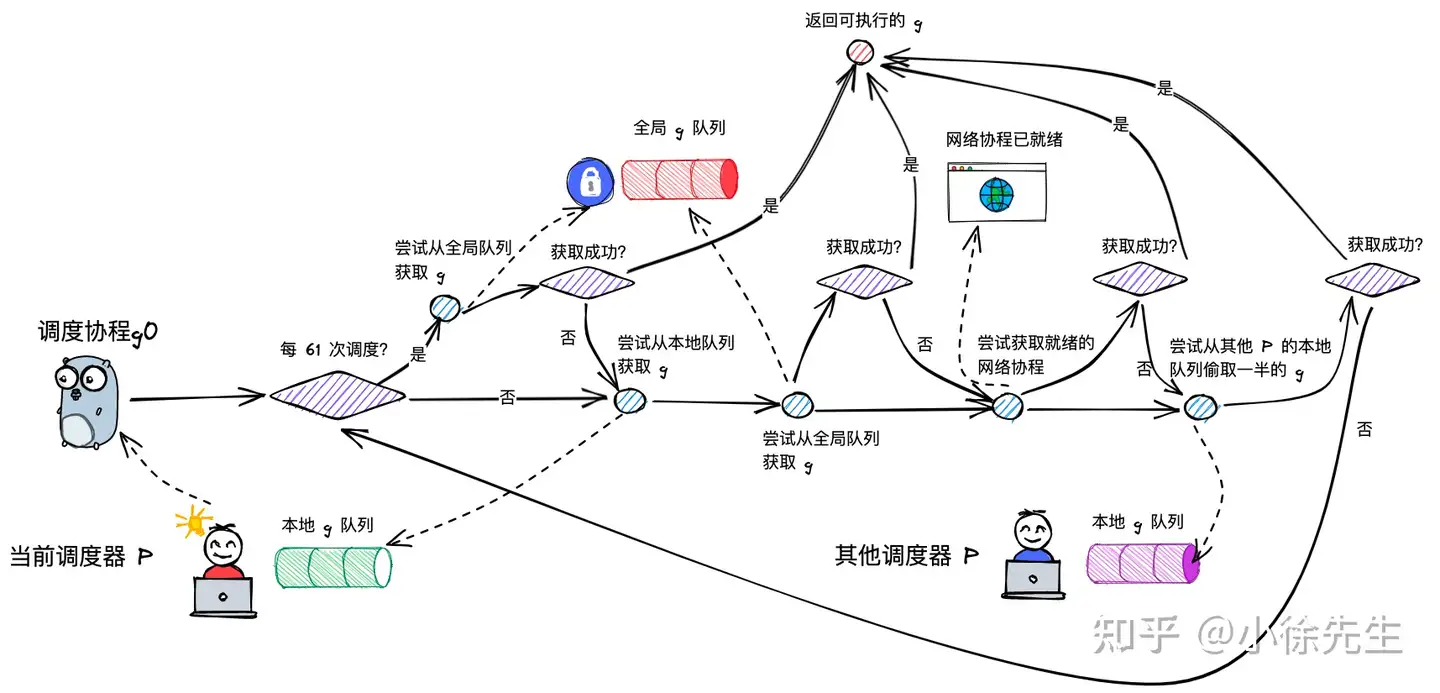 返回可执行的 g
是
全局 g 队列
是
是
网络协程已就绪
是
尝试从全局队列
获取 g
获取成功?
获取成功?
获取成功?
获取成功?
调度协程g0
每 61 次调度?
是
否
尝试从本地队列
获取 g
否
尝试获取就绪的
网络协程
否
尝试从其他 P 的本地
队列偷取一半的 g
否
否
尝试从全局队列
获取 g
当前调度器 P
本地 g 队列
其他调度器 P
本地 g 队列
知乎 @小徐先生